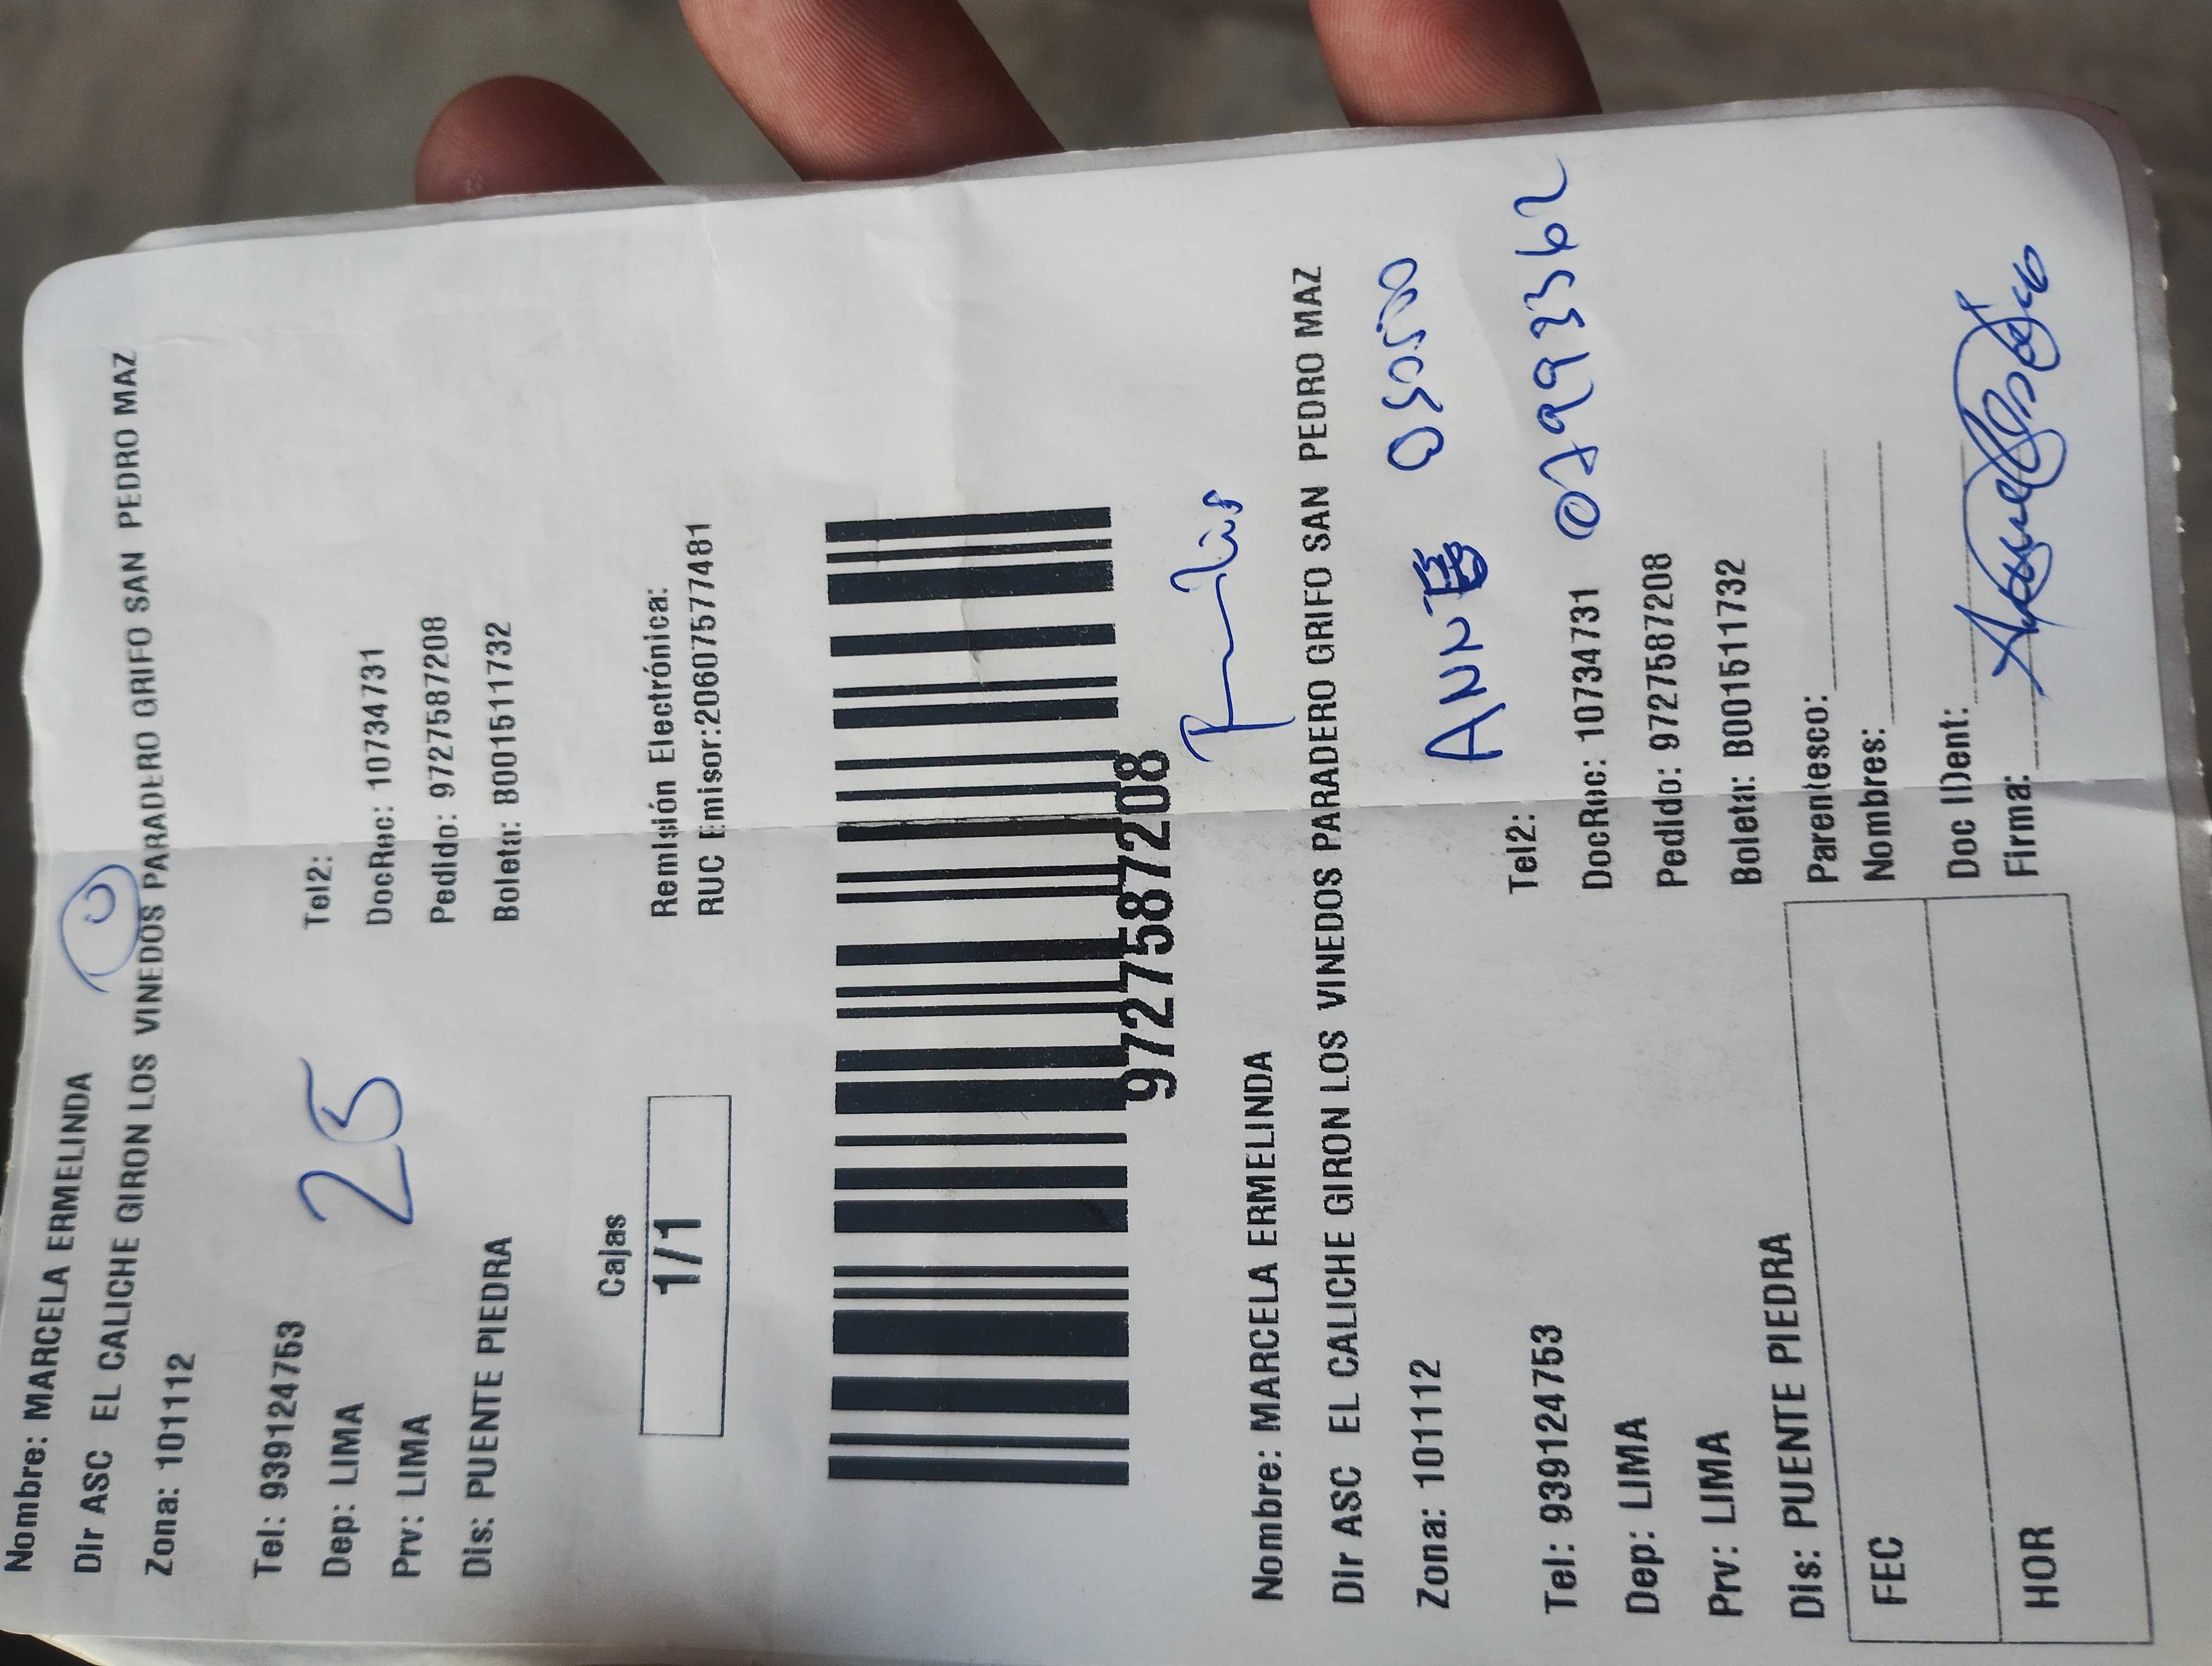 Nombre: MARCELA ERMELINDA
Dir ASC EL CALICHE GIRON LOS VINEDOS PARADERO GRIFO SAN PEDRO MAZ
Zona: 101112
Tel: 939124753
Tel2:
Dep: LIMA
DocRec: 10734731
Prv: LIMA
Pedido: 9727587208
Dis: PUENTE PIEDRA
Boleta: B001511732
25
Cajas
1/1
Remisión Electrónica:
RUC Emisor:20607577481
9727587208
Nombre: MARCELA ERMELINDA
Dir ASC EL CALICHE GIRON LOS VINEDOS PARADERO GRIFO SAN PEDRO MAZ
Zona: 101112
ANNE OSORIO
Tel: 939124753
Tel2:
Dep: LIMA
DocRec: 10734731
Prv: LIMA
Pedido: 9727587208
Dis: PUENTE PIEDRA
Boleta: B001511732
FEC
Parentesco:
Nombres:
HOR
Doc IDent:
Firma: